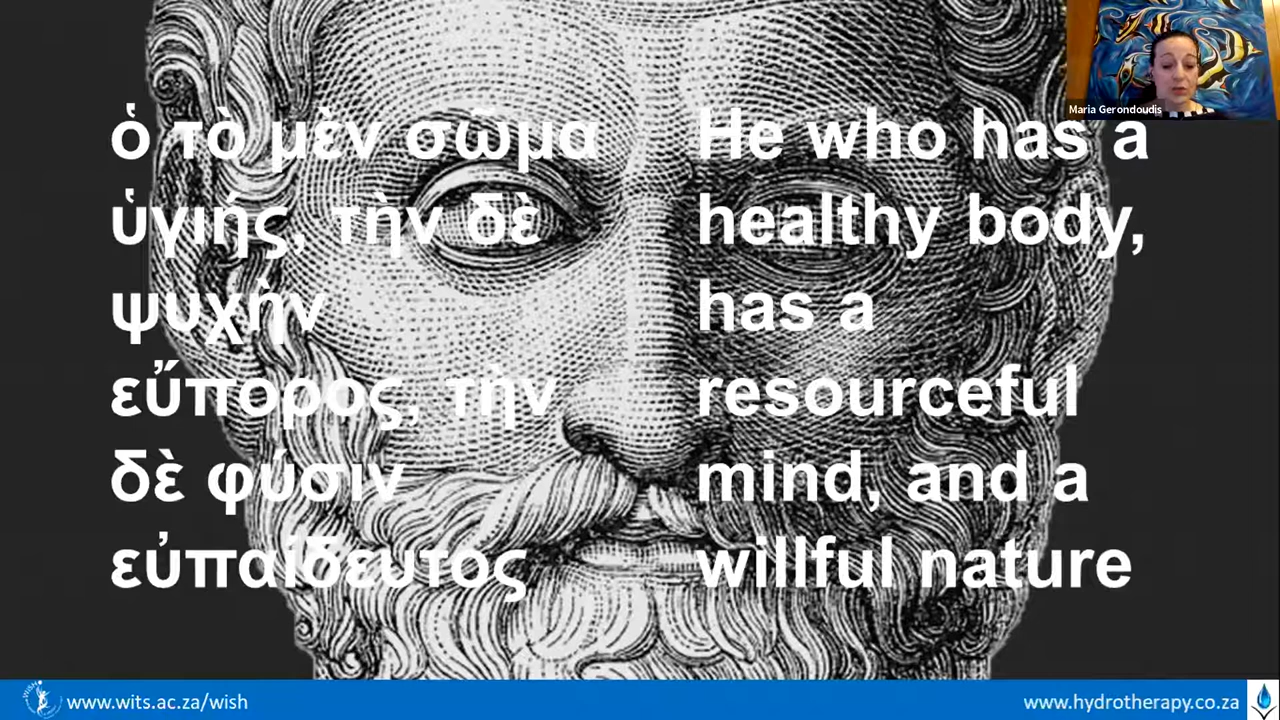 ὁ τὸ μὲν σῶμα
ὑγιής, τὴν δὲ
ψυχὴν
εὔπορος, τὴν
δὲ φύσιν
εὐπαίδευτος
He who has a
healthy body,
has a
resourceful
mind, and a
willful nature
Maria Gerondoudis
www.wits.ac.za/wish
www.hydrotherapy.co.za